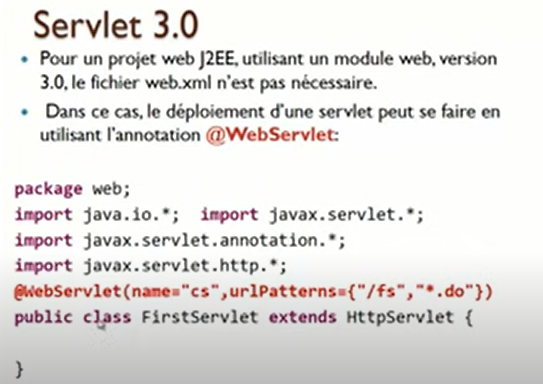 Servlet 3.0
• Pour un projet web J2EE, utilisant un module web, version
3.0, le fichier web.xml n'est pas nécessaire.
• Dans ce cas, le déploiement d'une servlet peut se faire en
utilisant l'annotation @WebServlet:
package web;
import java.io.*;  import javax.servlet.*;
import javax.servlet.annotation.*;
import javax.servlet.http.*;
@WebServlet(name="cs",urlPatterns={"/fs","*.do"})
public class FirstServlet extends HttpServlet {
}